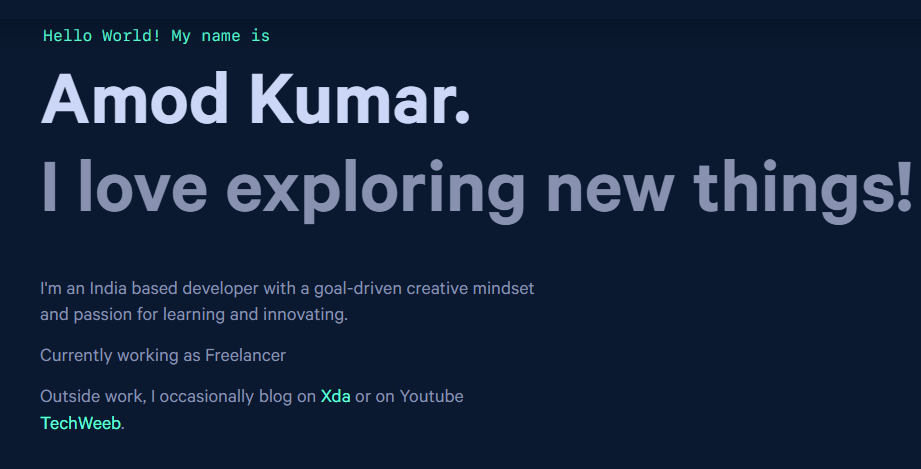 Hello World! My name is
Amod Kumar.
I love exploring new things!
I'm an India based developer with a goal-driven creative mindset
and passion for learning and innovating.
Currently working as Freelancer
Outside work, I occasionally blog on Xda or on Youtube
TechWeeb.